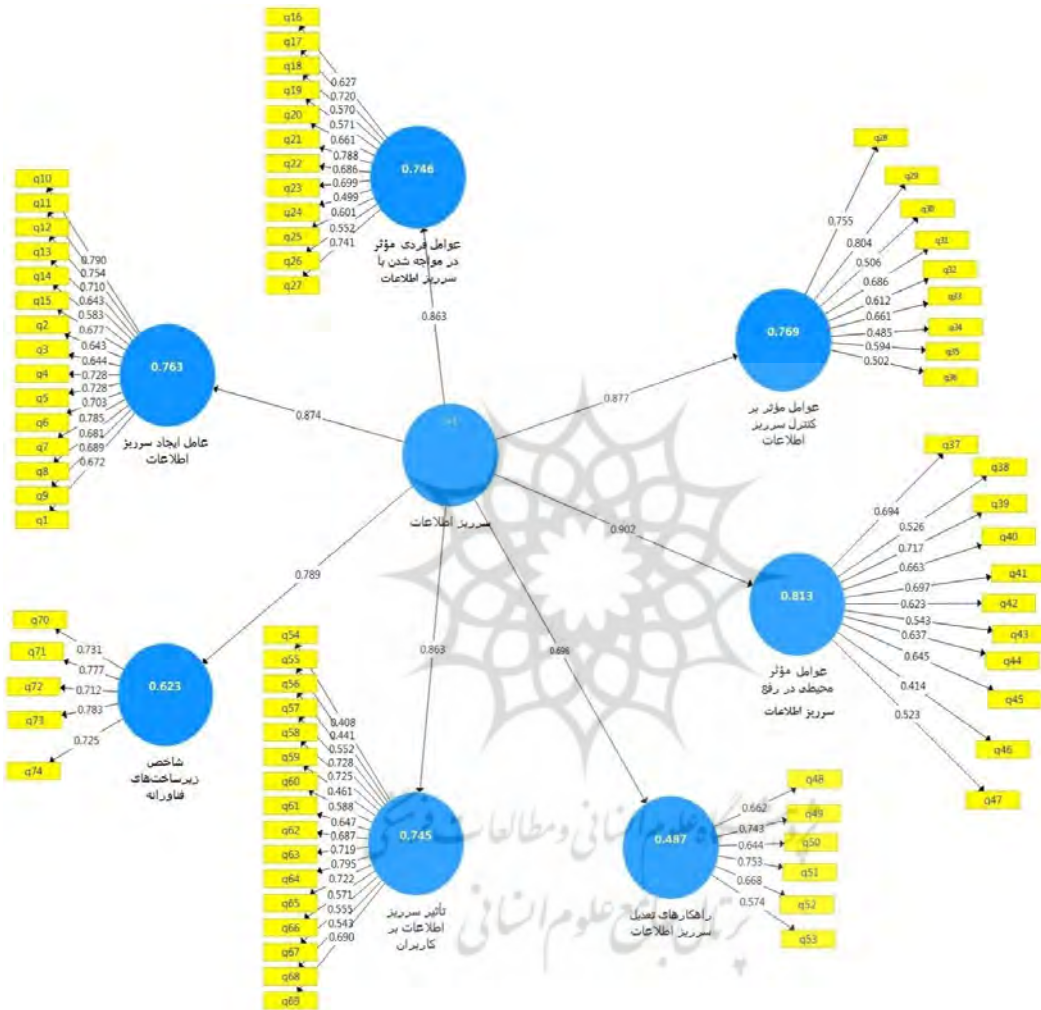 q16
q17
q18
q19
q20
q21
q22
q23
q24
q25
q26
q27
0.627
0.720
0.570
0.571
0.661
0.788
0.686
0.699
0.499
0.601
0.552
0.741
0.746
عوامل فردی مؤثر
در مواجه شدن با
سرریز اطلاعات
0.863
q28
q29
q30
q31
q32
q33
q34
q35
q36
0.755
0.804
0.506
0.686
0.612
0.661
0.485
0.594
0.502
0.769
عوامل مؤثر بر
کنترل سرریز
اطلاعات
0.877
q10
q11
q12
q13
q14
q15
q2
q3
q4
q5
q6
q7
q8
q9
q1
0.790
0.754
0.710
0.643
0.583
0.677
0.643
0.644
0.728
0.728
0.703
0.785
0.681
0.689
0.672
0.763
عامل ایجاد سرریز
اطلاعات
0.874
سرریز اطلاعات
q37
q38
q39
q40
q41
q42
q43
q44
q45
q46
q47
0.694
0.526
0.717
0.663
0.697
0.623
0.543
0.637
0.645
0.414
0.523
0.813
عوامل مؤثر
محیطی در رفع
سرریز اطلاعات
0.902
q70
q71
q72
q73
q74
0.731
0.777
0.712
0.783
0.725
0.623
شاخص
زیرساخت‌های
فناورانه
0.789
q54
q55
q56
q57
q58
q59
q60
q61
q62
q63
q64
q65
q66
q67
q68
q69
0.408
0.441
0.552
0.728
0.725
0.461
0.588
0.647
0.687
0.719
0.795
0.722
0.571
0.555
0.543
0.690
0.745
تأثیر سرریز
اطلاعات بر
کاربران
0.863
q48
q49
q50
q51
q52
q53
0.662
0.743
0.644
0.753
0.668
0.574
0.487
راهکارهای تعدیل
سرریز اطلاعات
0.696
پژوهشگاه علوم انسانی و مطالعات فرهنگی
پرتال جامع علوم انسانی